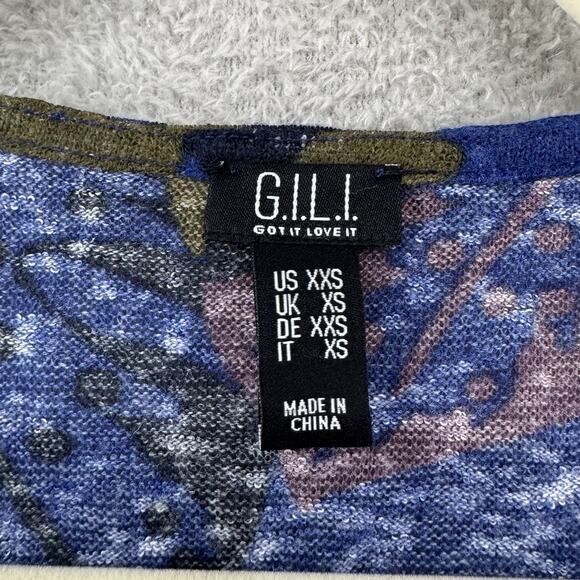 G.I.L.I.
GOT IT LOVE IT
US XXS
UK XS
DE XXS
IT XS
MADE IN
CHINA